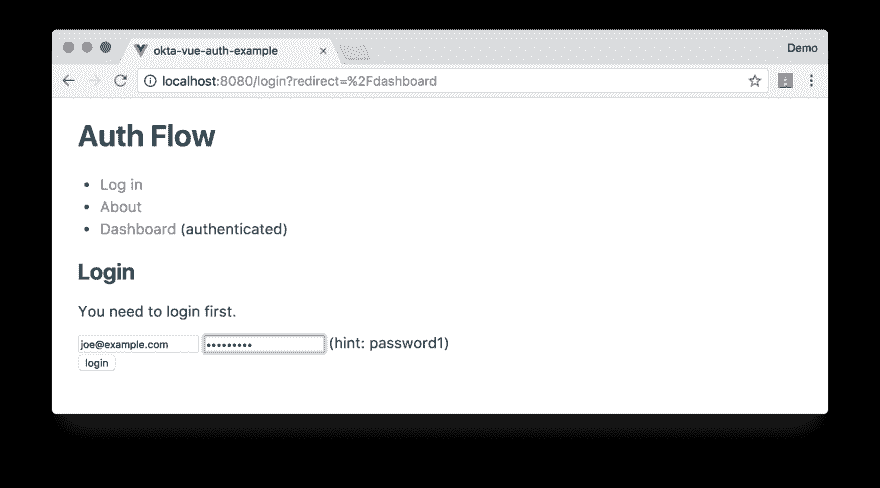 okta-vue-auth-example
Demo
localhost:8080/login?redirect=%2Fdashboard
Auth Flow
Log in
About
Dashboard (authenticated)
Login
You need to login first.
joe@example.com ••••••••• (hint: password1)
login